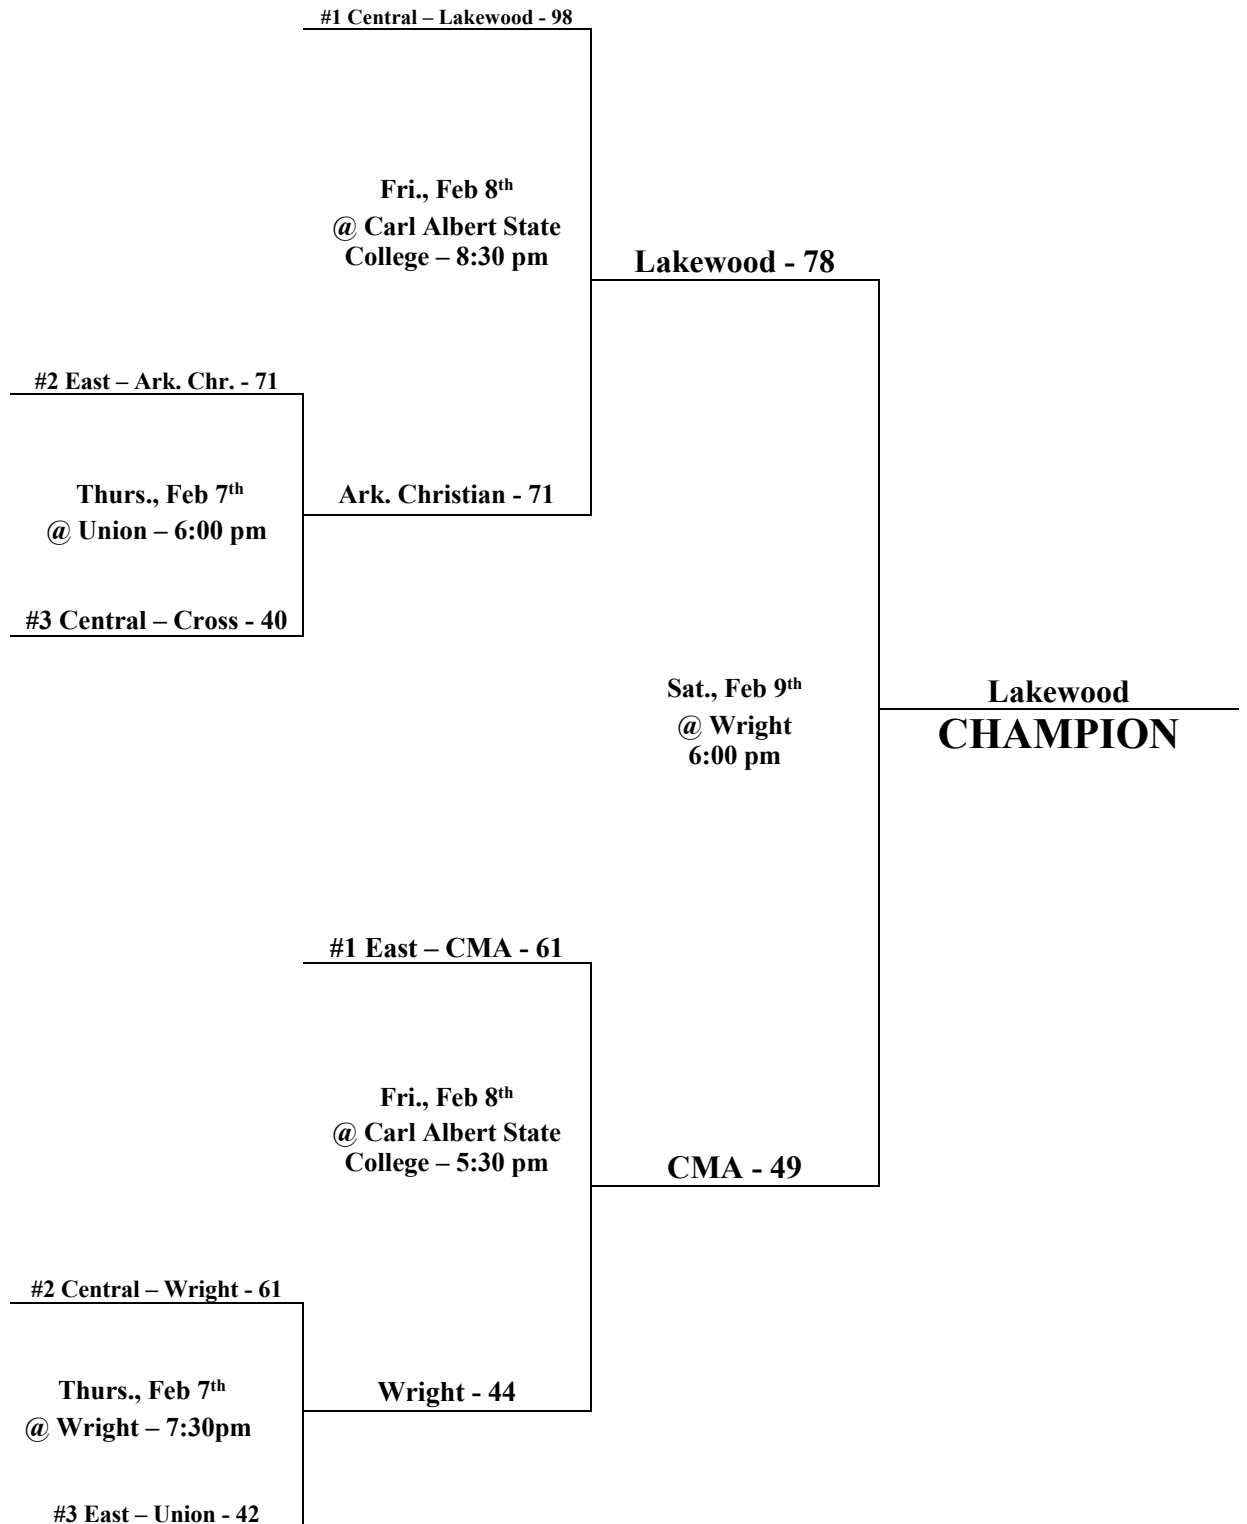 #1 Central – Lakewood - 98
Fri., Feb 8th
@ Carl Albert State
College – 8:30 pm
Lakewood - 78
#2 East – Ark. Chr. - 71
Thurs., Feb 7th
@ Union – 6:00 pm
Ark. Christian - 71
#3 Central – Cross - 40
Sat., Feb 9th
@ Wright
6:00 pm
Lakewood
CHAMPION
#1 East – CMA - 61
Fri., Feb 8th
@ Carl Albert State
College – 5:30 pm
CMA - 49
#2 Central – Wright - 61
Thurs., Feb 7th
@ Wright – 7:30pm
Wright - 44
#3 East – Union - 42